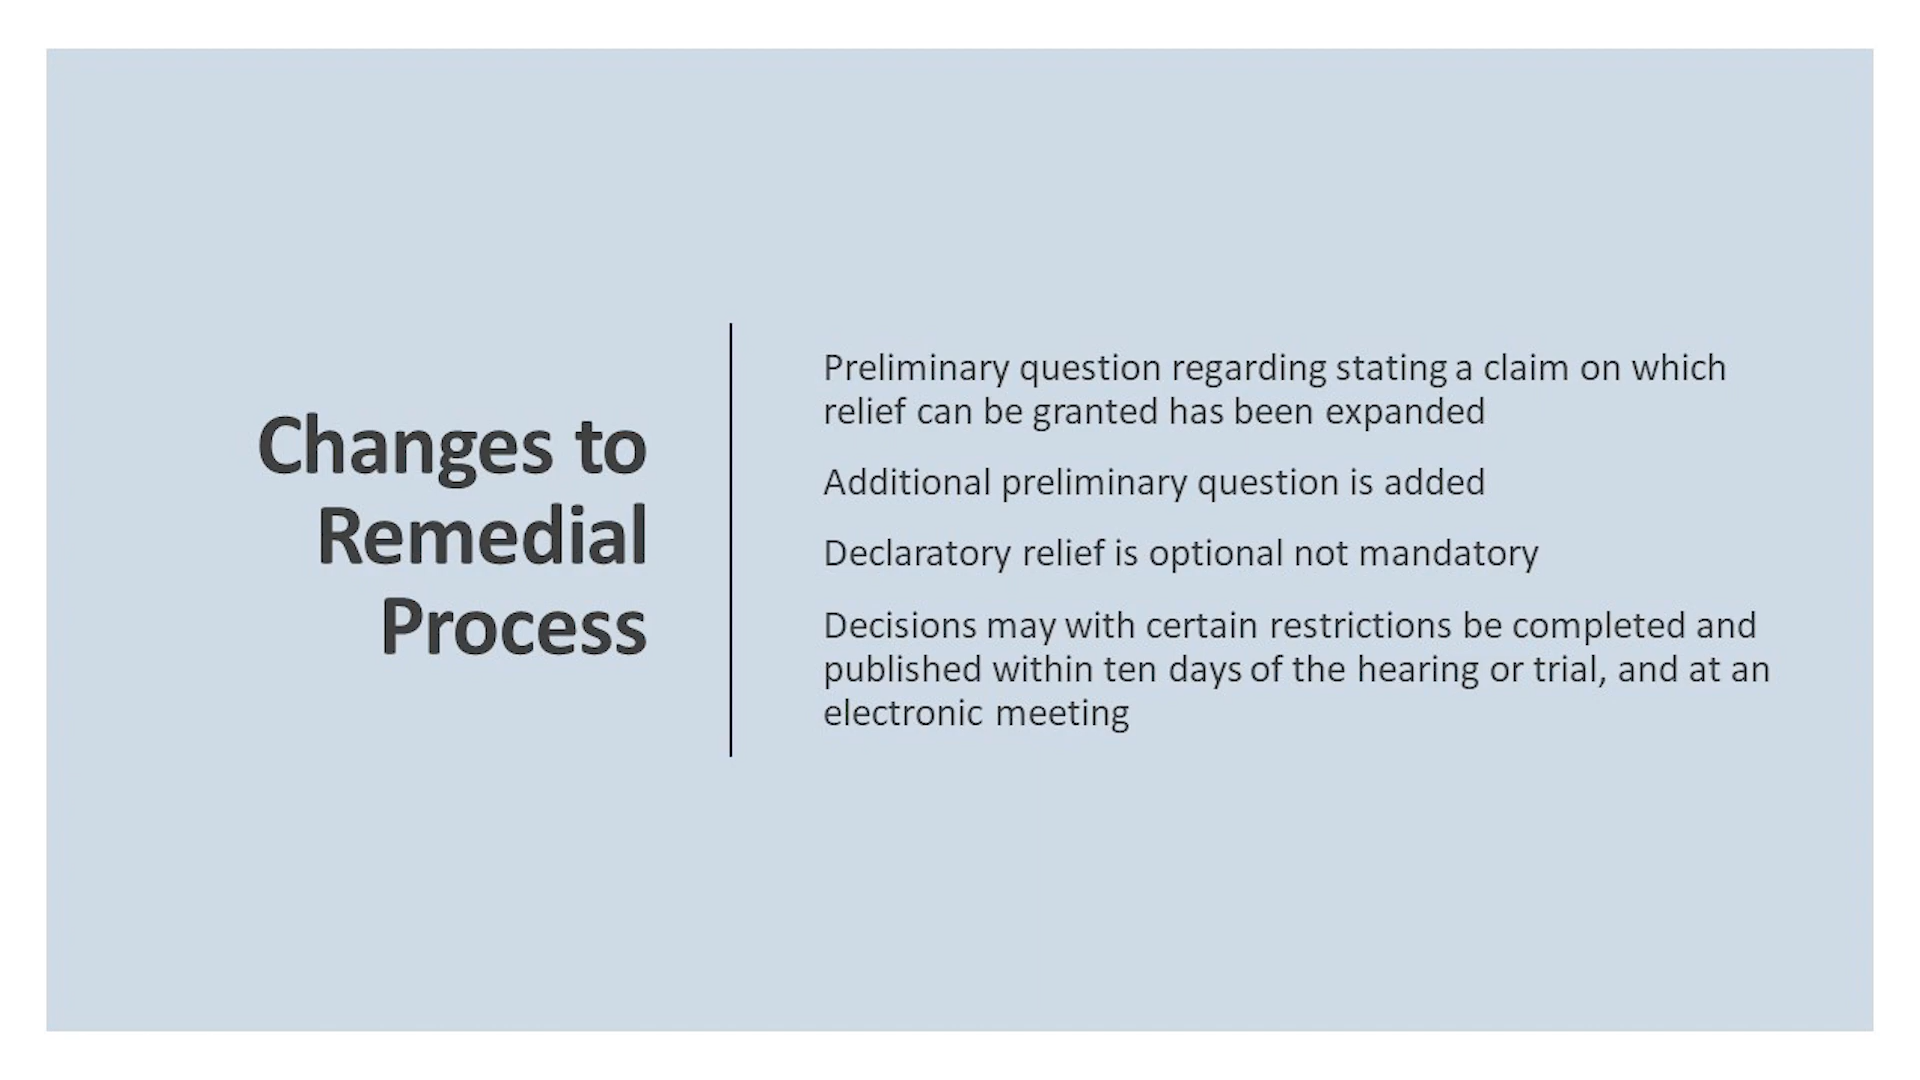 Changes to
Remedial
Process
Preliminary question regarding stating a claim on which
relief can be granted has been expanded
Additional preliminary question is added
Declaratory relief is optional not mandatory
Decisions may with certain restrictions be completed and
published within ten days of the hearing or trial, and at an
electronic meeting